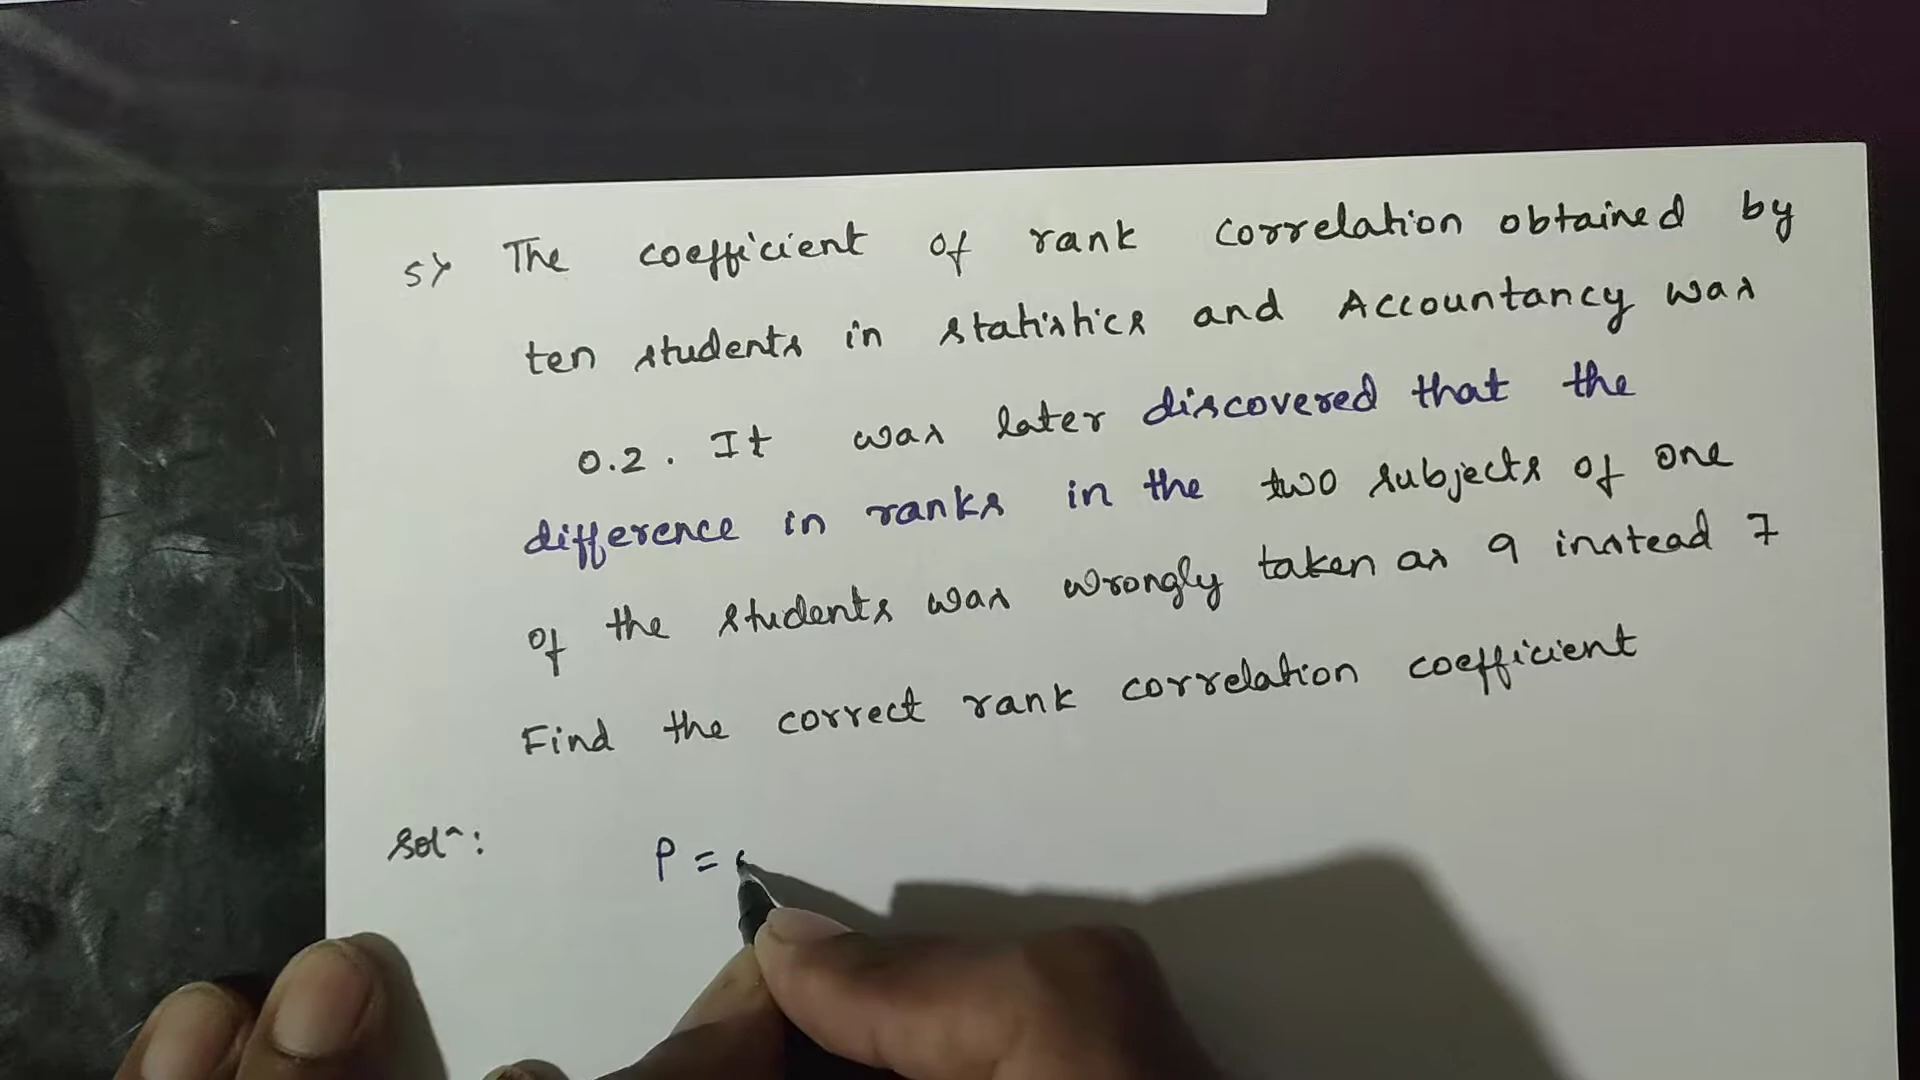 5) The coefficient of rank correlation obtained by
ten students in statistics and Accountancy was
0.2. It was later discovered that the
difference in ranks in the two subjects of one
of the students was wrongly taken as 9 instead 7
Find the correct rank correlation coefficient
Soln:
P =